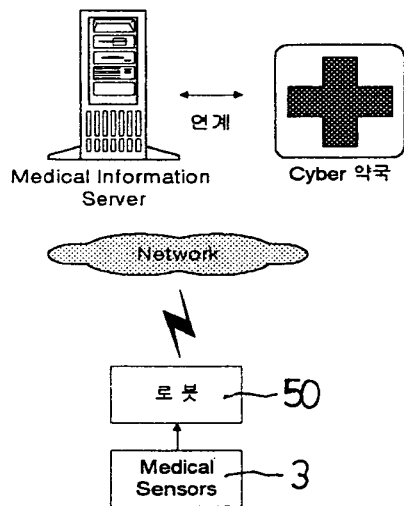 연계
Medical Information
Server
Cyber 약국
Network
로봇
50
Medical
Sensors
3